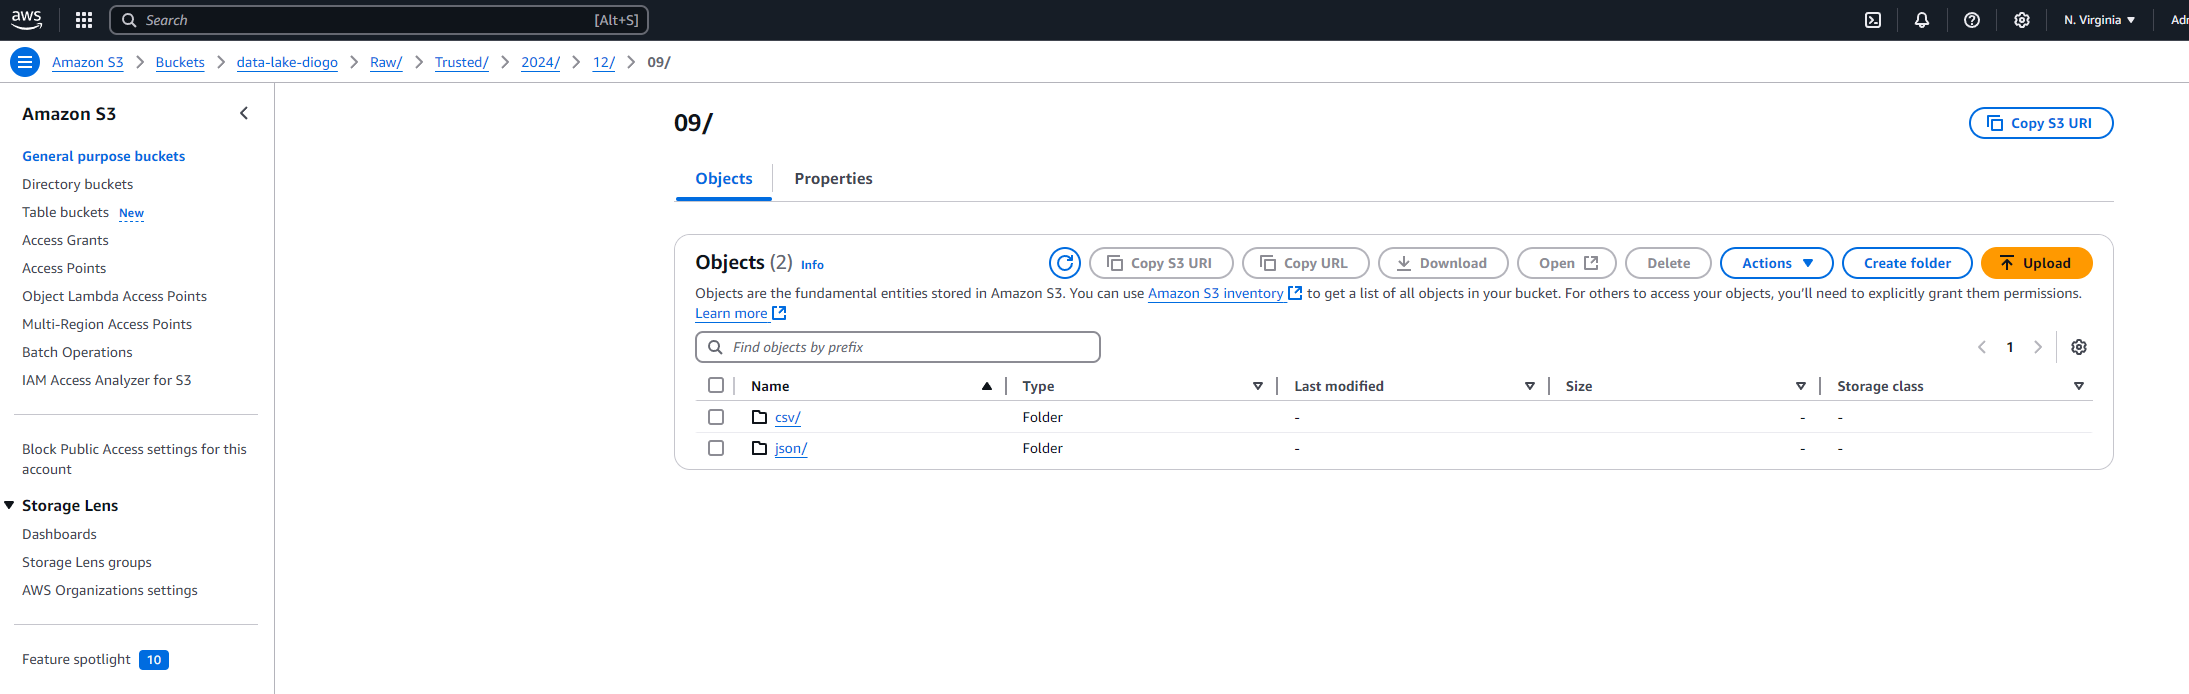 aws Search [Alt+S] N. Virginia
Amazon S3 Buckets data-lake-diogo Raw/ Trusted/ 2024/ 12/ 09/
Amazon S3
General purpose buckets
Directory buckets
Table buckets New
Access Grants
Access Points
Object Lambda Access Points
Multi-Region Access Points
Batch Operations
IAM Access Analyzer for S3
Block Public Access settings for this
account
Storage Lens
Dashboards
Storage Lens groups
AWS Organizations settings
Feature spotlight 10
09/
Copy S3 URI
Objects Properties
Objects (2) Info Copy S3 URI Copy URL Download Open Delete Actions Create folder Upload
Objects are the fundamental entities stored in Amazon S3. You can use Amazon S3 inventory to get a list of all objects in your bucket. For others to access your objects, you’ll need to explicitly grant them permissions.
Learn more
Find objects by prefix 1
Name Type Last modified Size Storage class
csv/ Folder - - -
json/ Folder - - -